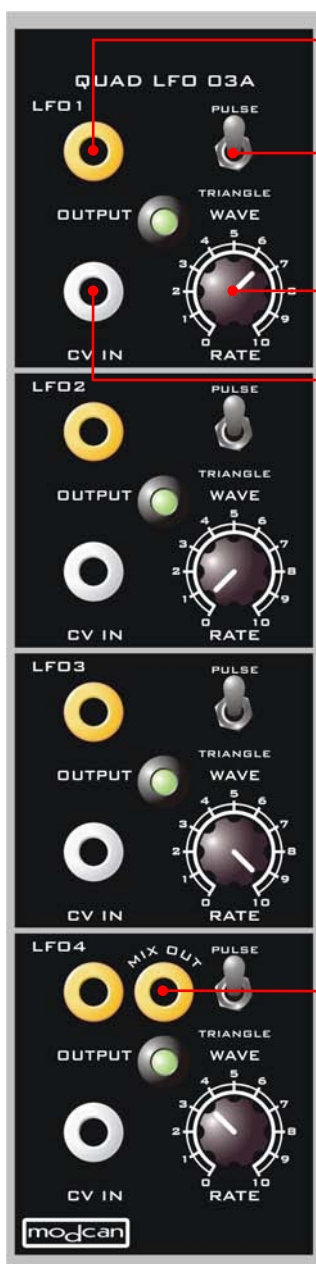 QUAD LFO 03A
LFO1
PULSE
TRIANGLE
OUTPUT
WAVE
0 1 2 3 4 5 6 7 8 9 10
CV IN
RATE
LFO2
PULSE
TRIANGLE
OUTPUT
WAVE
0 1 2 3 4 5 6 7 8 9 10
CV IN
RATE
LFO3
PULSE
TRIANGLE
OUTPUT
WAVE
0 1 2 3 4 5 6 7 8 9 10
CV IN
RATE
LFO4
MIX OUT
PULSE
TRIANGLE
OUTPUT
WAVE
0 1 2 3 4 5 6 7 8 9 10
CV IN
RATE
modcan